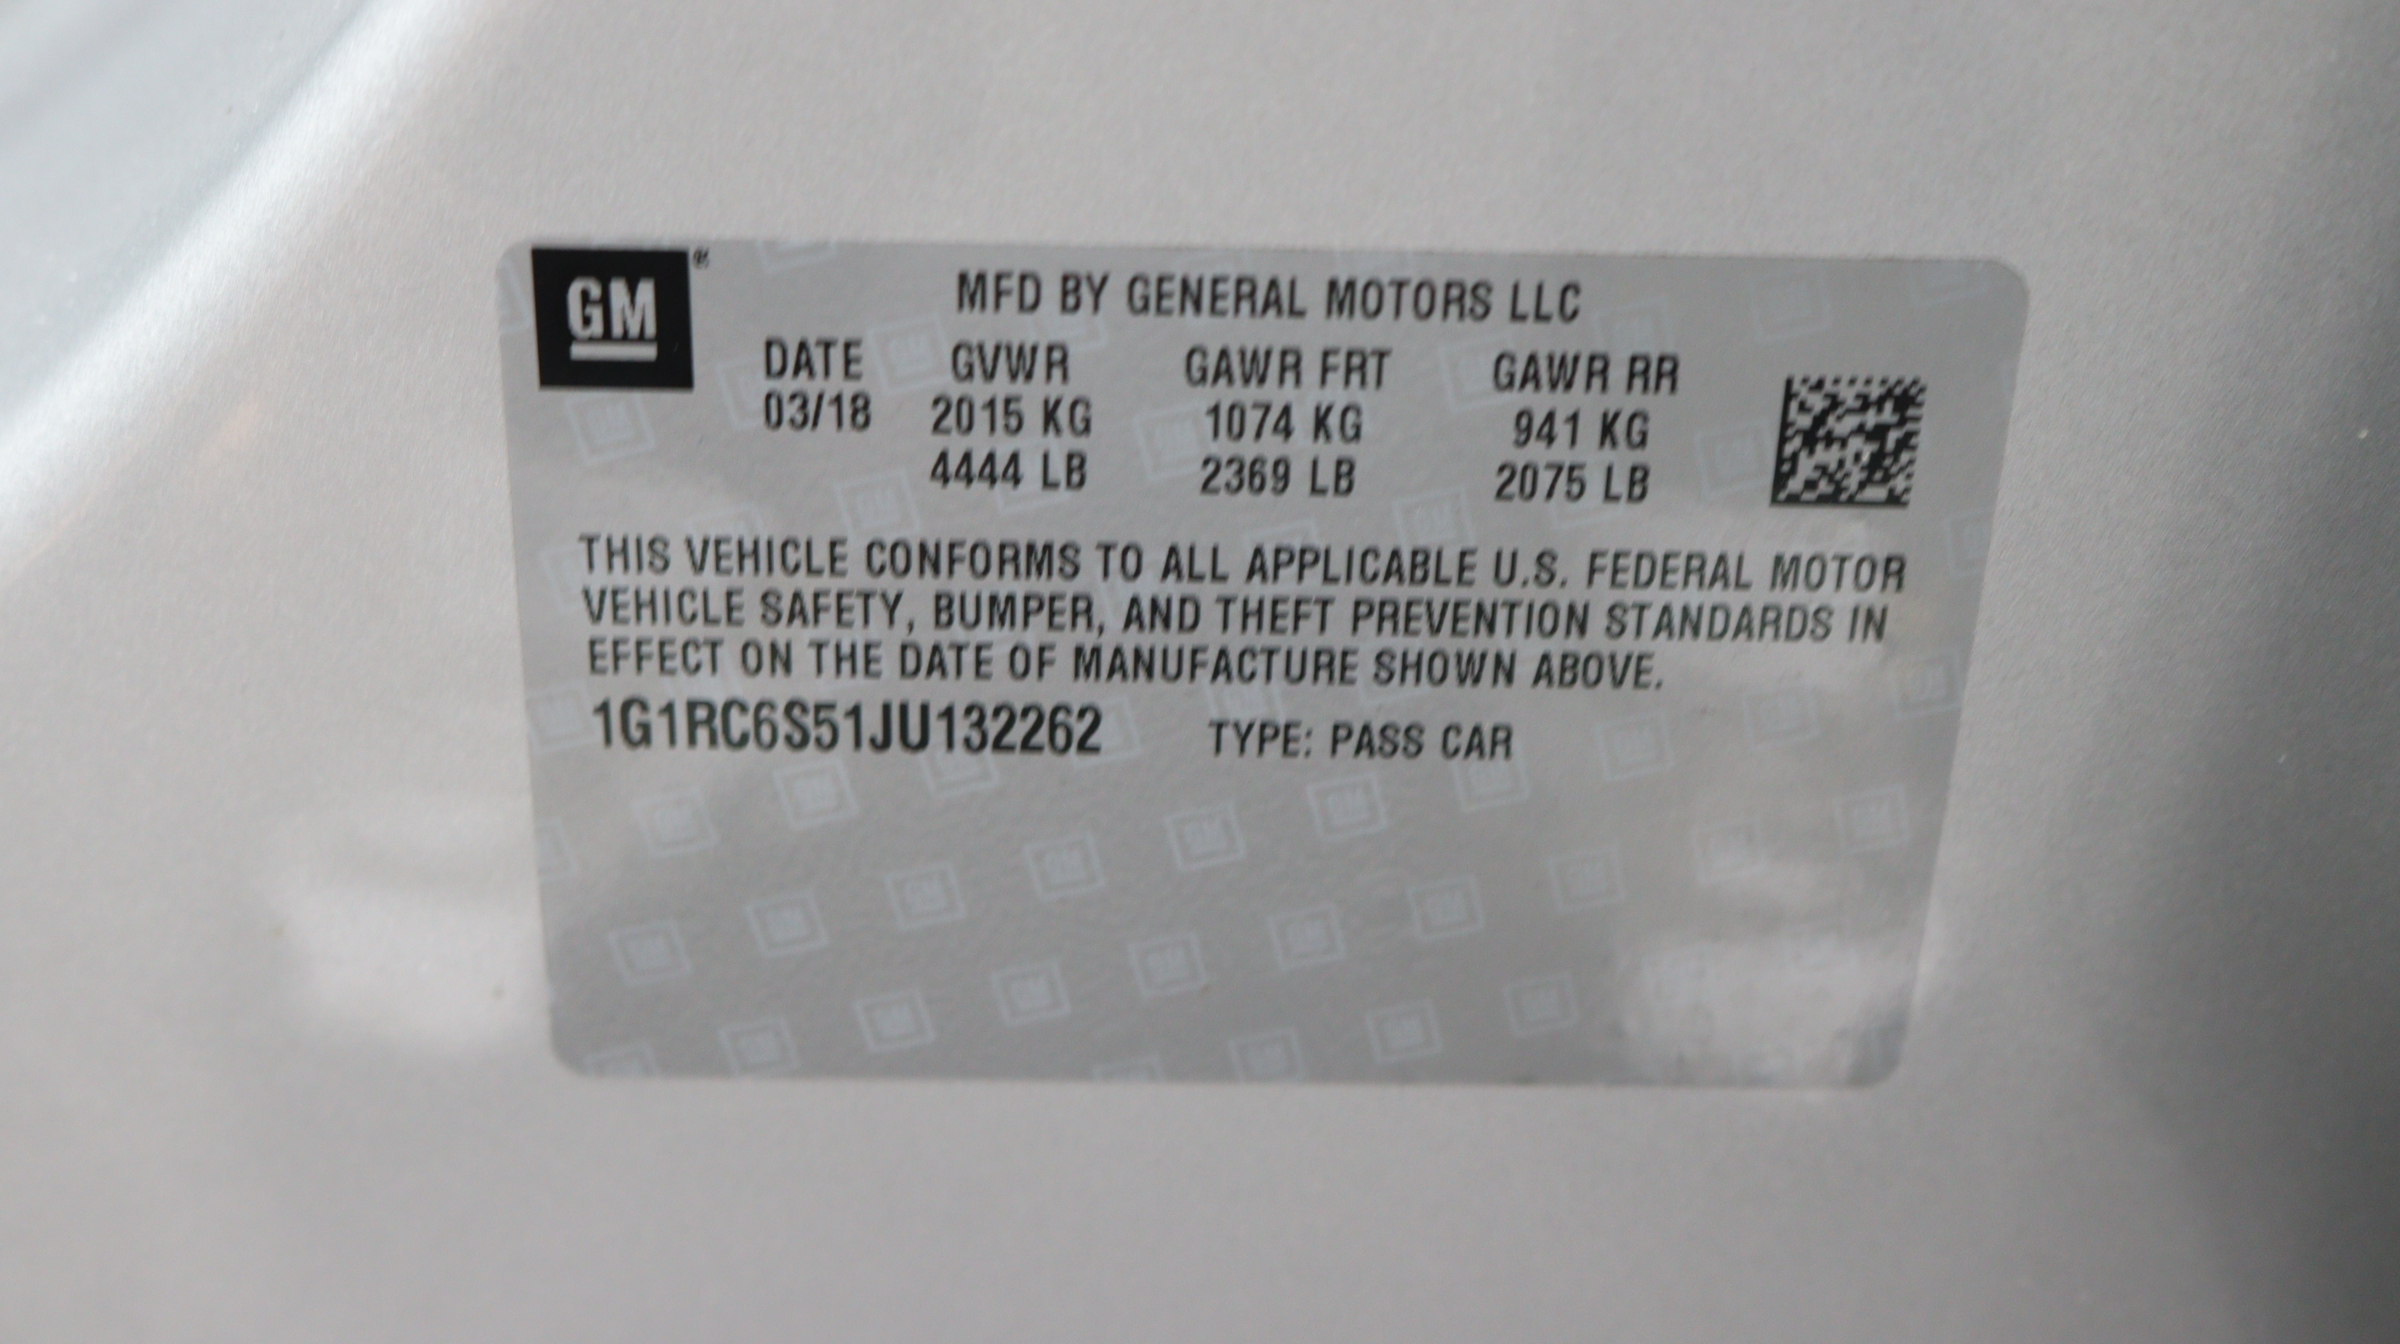 GM®
MFD BY GENERAL MOTORS LLC
DATE GVWR GAWR FRT GAWR RR
03/18 2015 KG 1074 KG 941 KG
4444 LB 2369 LB 2075 LB
THIS VEHICLE CONFORMS TO ALL APPLICABLE U.S. FEDERAL MOTOR
VEHICLE SAFETY, BUMPER, AND THEFT PREVENTION STANDARDS IN
EFFECT ON THE DATE OF MANUFACTURE SHOWN ABOVE.
1G1RC6S51JU132262 TYPE: PASS CAR